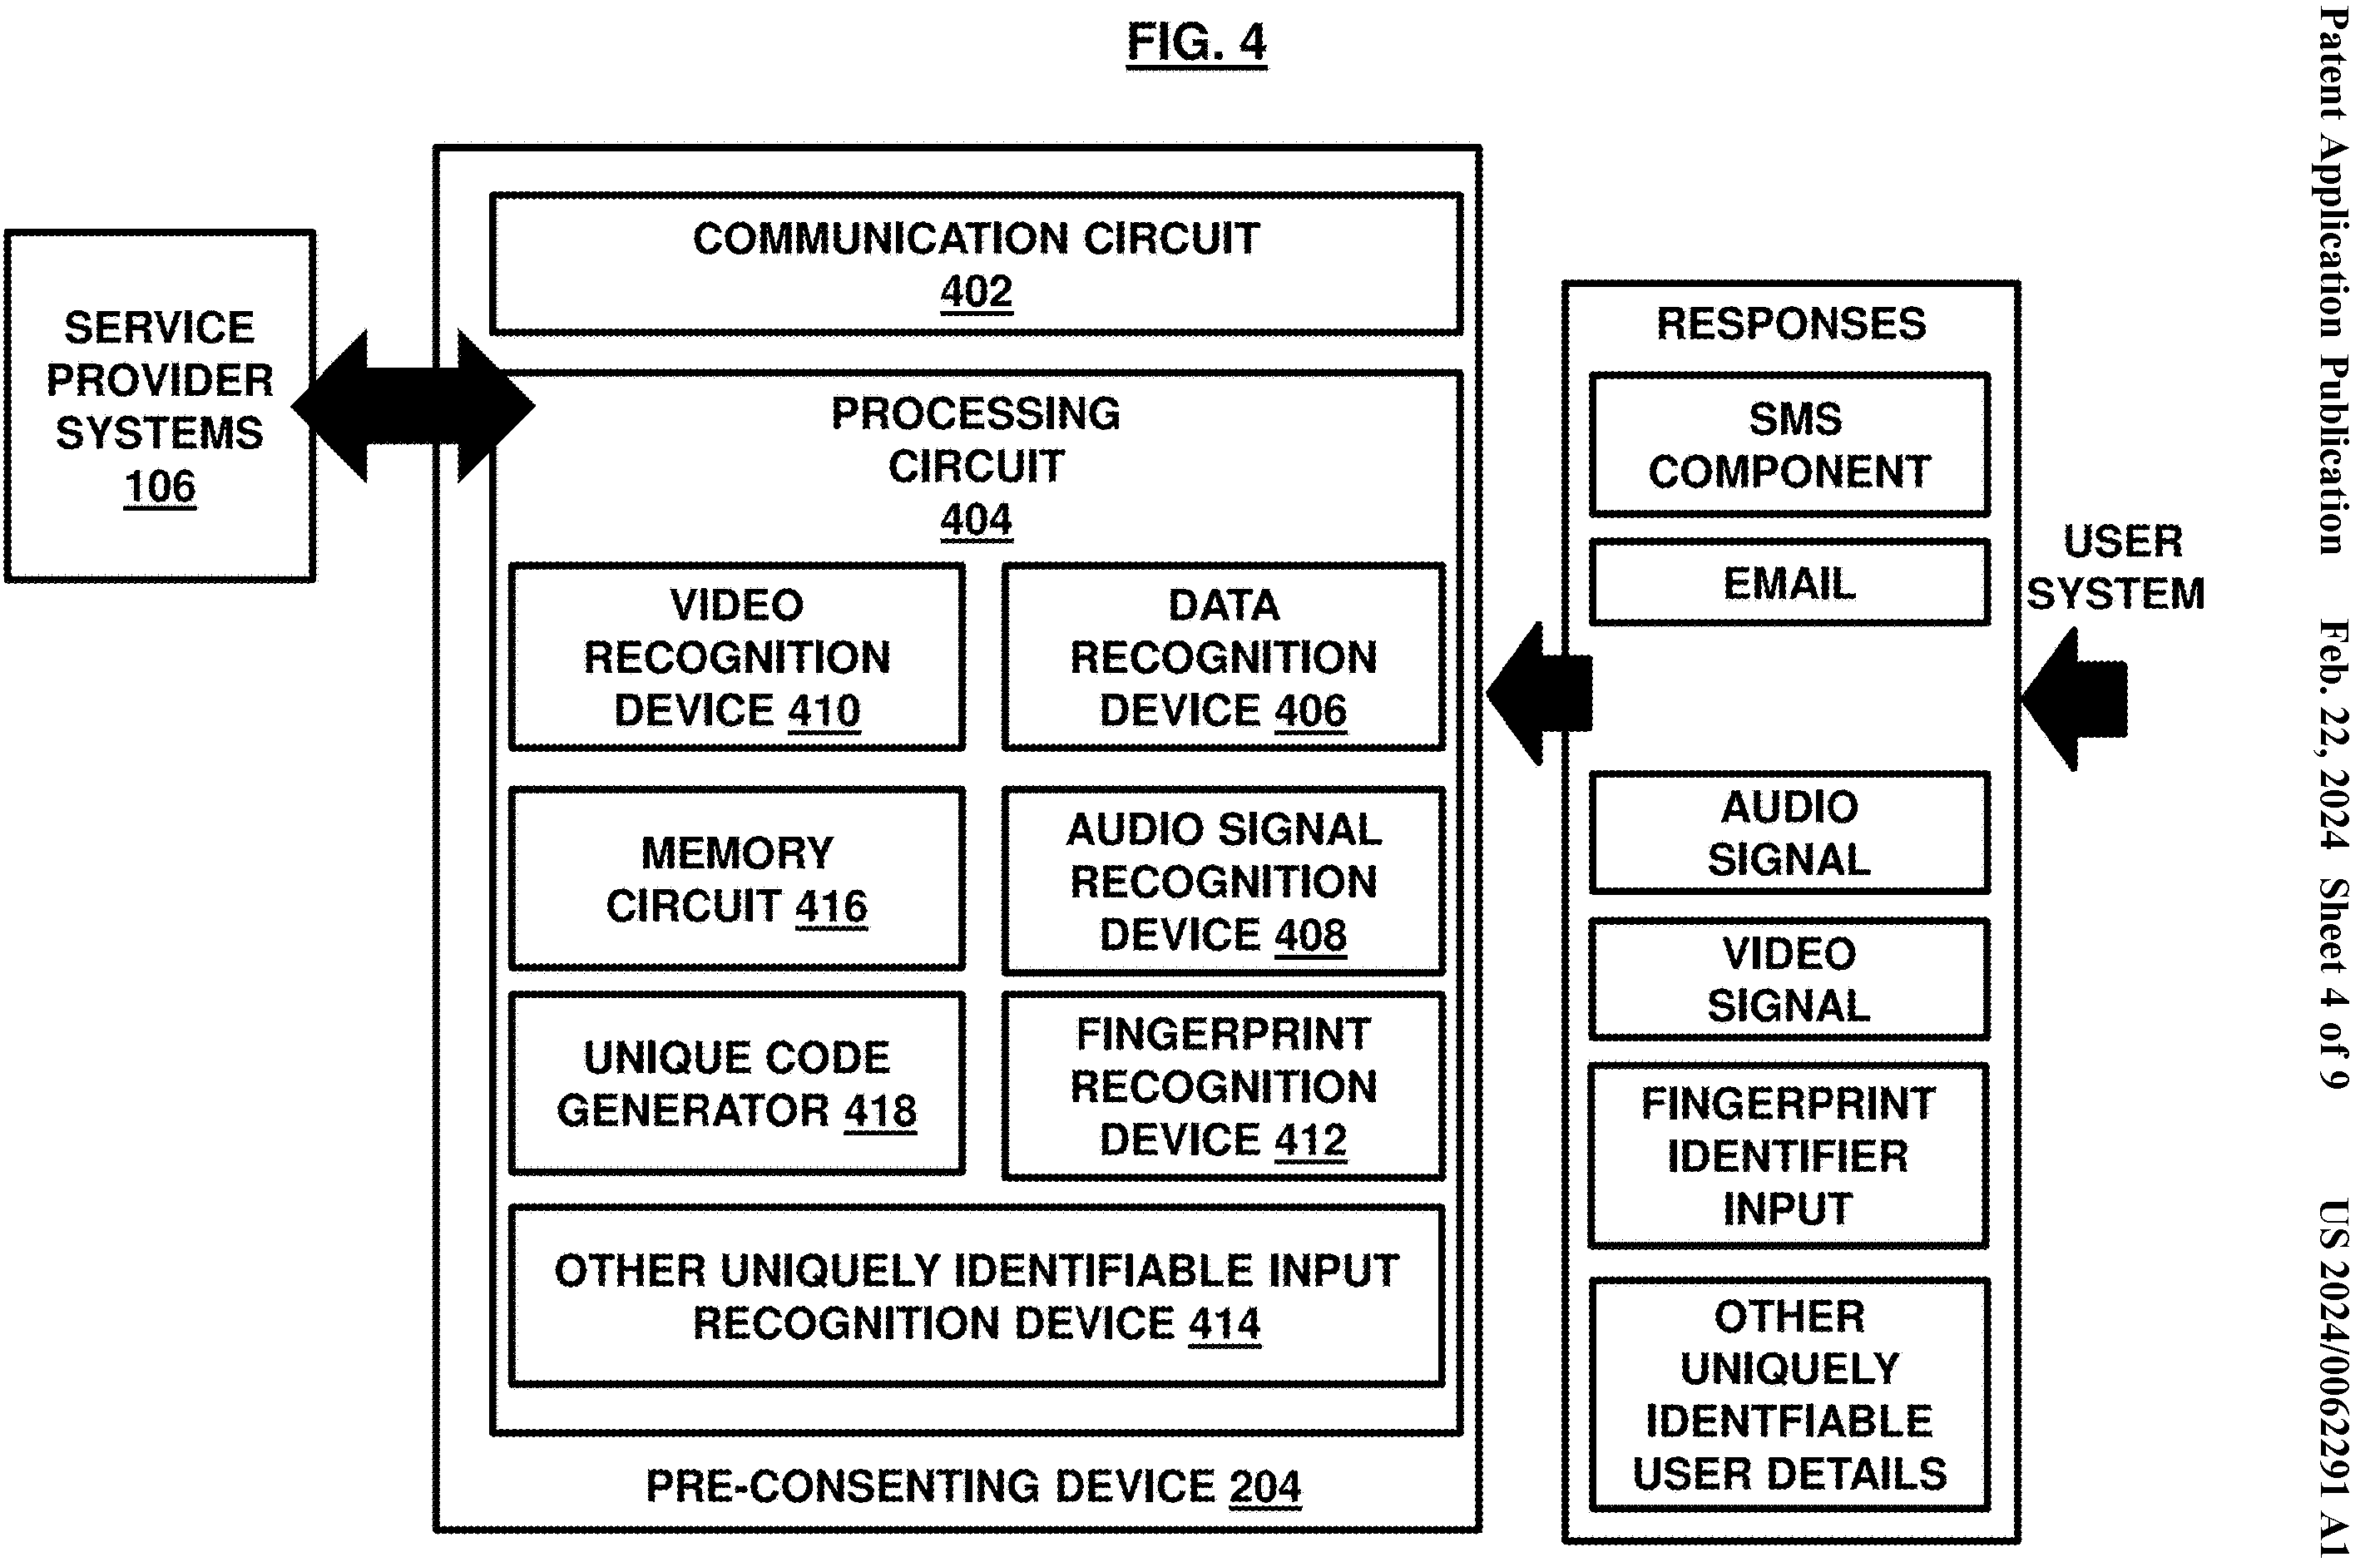 FIG. 4
SERVICE
PROVIDER
SYSTEMS
106
COMMUNICATION CIRCUIT
402
PROCESSING
CIRCUIT
404
VIDEO
RECOGNITION
DEVICE 410
DATA
RECOGNITION
DEVICE 406
MEMORY
CIRCUIT 416
AUDIO SIGNAL
RECOGNITION
DEVICE 408
UNIQUE CODE
GENERATOR 418
FINGERPRINT
RECOGNITION
DEVICE 412
OTHER UNIQUELY IDENTIFIABLE INPUT
RECOGNITION DEVICE 414
PRE-CONSENTING DEVICE 204
RESPONSES
SMS
COMPONENT
EMAIL
AUDIO
SIGNAL
VIDEO
SIGNAL
FINGERPRINT
IDENTIFIER
INPUT
OTHER
UNIQUELY
IDENTFIABLE
USER DETAILS
USER
SYSTEM
Patent Application Publication Feb. 22, 2024 Sheet 4 of 9 US 2024/0062291 A1